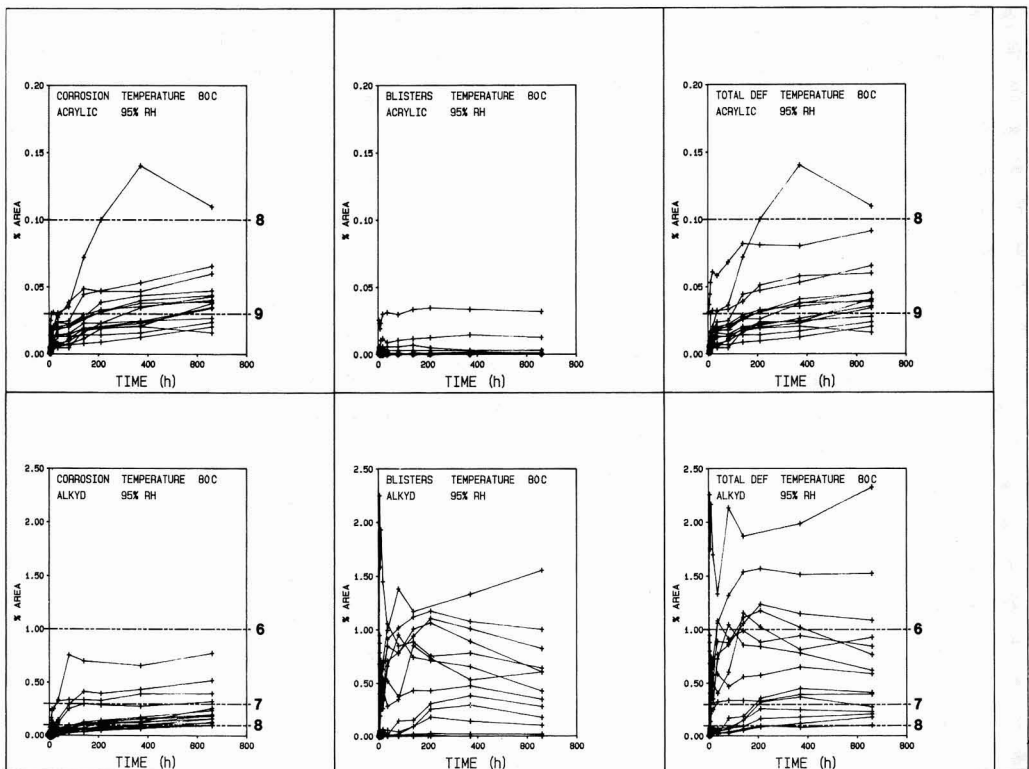 0.20
CORROSION TEMPERATURE 80C
ACRYLIC 95% RH
0.15
% AREA
0.10
8
0.05
9
0.00
0 200 400 600 800
TIME (h)
0.20
BLISTERS TEMPERATURE 80C
ACRYLIC 95% RH
0.15
% AREA
0.10
0.05
0.00
0 200 400 600 800
TIME (h)
0.20
TOTAL DEF TEMPERATURE 80C
ACRYLIC 95% RH
0.15
% AREA
0.10
8
0.05
9
0.00
0 200 400 600 800
TIME (h)
2.50
CORROSION TEMPERATURE 80C
ALKYD 95% RH
2.00
1.50
% AREA
1.00
6
0.50
7
8
0.00
0 200 400 600 800
TIME (h)
2.50
BLISTERS TEMPERATURE 80C
ALKYD 95% RH
2.00
1.50
% AREA
1.00
0.50
0.00
0 200 400 600 800
TIME (h)
2.50
TOTAL DEF TEMPERATURE 80C
ALKYD 95% RH
2.00
1.50
% AREA
1.00
6
0.50
7
8
0.00
0 200 400 600 800
TIME (h)